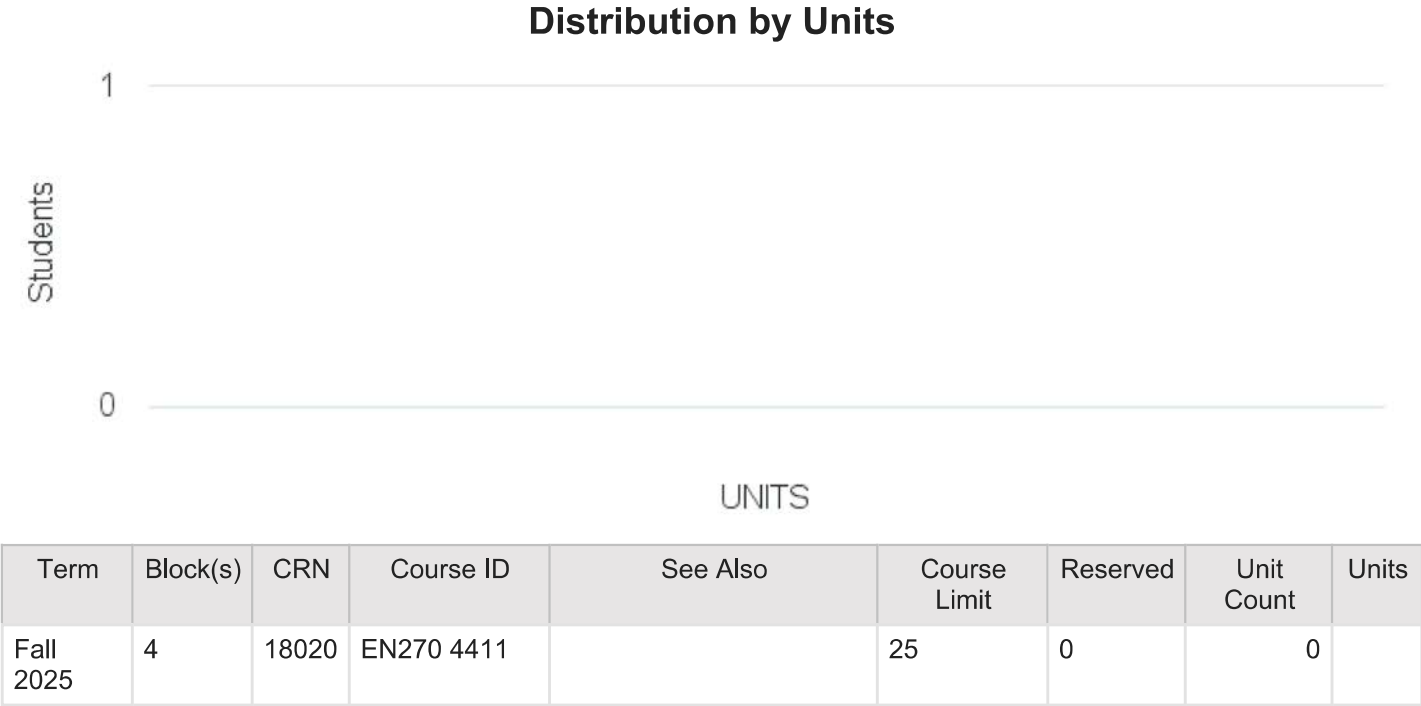 Distribution by Units
1
Students
0
UNITS
Term Block(s) CRN Course ID See Also Course Limit Reserved Unit Count Units
Fall 2025 4 18020 EN270 4411 25 0 0